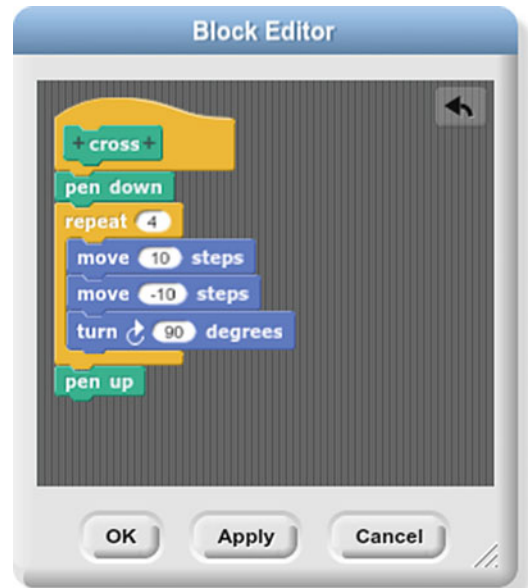 Block Editor
+cross+
pen down
repeat 4
move 10 steps
move -10 steps
turn 90 degrees
pen up
OK Apply Cancel